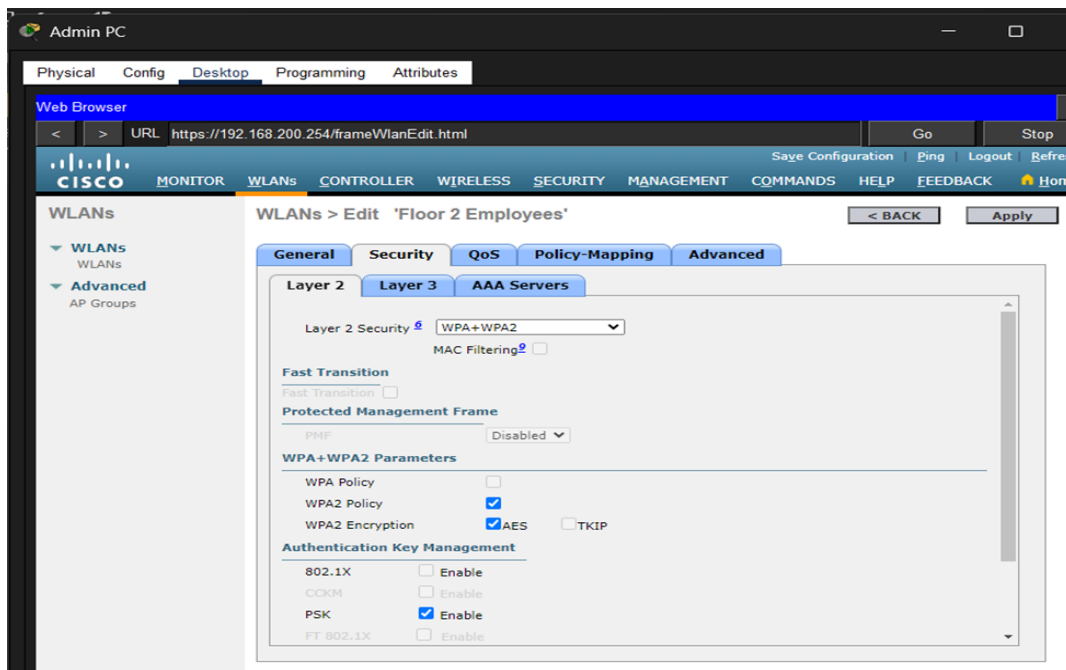 Admin PC
Physical Config Desktop Programming Attributes
Web Browser
< > URL https://192.168.200.254/frameWlanEdit.html Go Stop
Save Configuration Ping Logout Refre
CISCO MONITOR WLANs CONTROLLER WIRELESS SECURITY MANAGEMENT COMMANDS HELP FEEDBACK Hon
WLANs WLANs > Edit 'Floor 2 Employees' < BACK Apply
WLANs
WLANs
Advanced
AP Groups
General Security QoS Policy-Mapping Advanced
Layer 2 Layer 3 AAA Servers
Layer 2 Security 6 WPA+WPA2
MAC Filtering 9
Fast Transition
Fast Transition
Protected Management Frame
PMF Disabled
WPA+WPA2 Parameters
WPA Policy
WPA2 Policy
WPA2 Encryption AES TKIP
Authentication Key Management
802.1X Enable
CCKM Enable
PSK Enable
FT 802.1X Enable